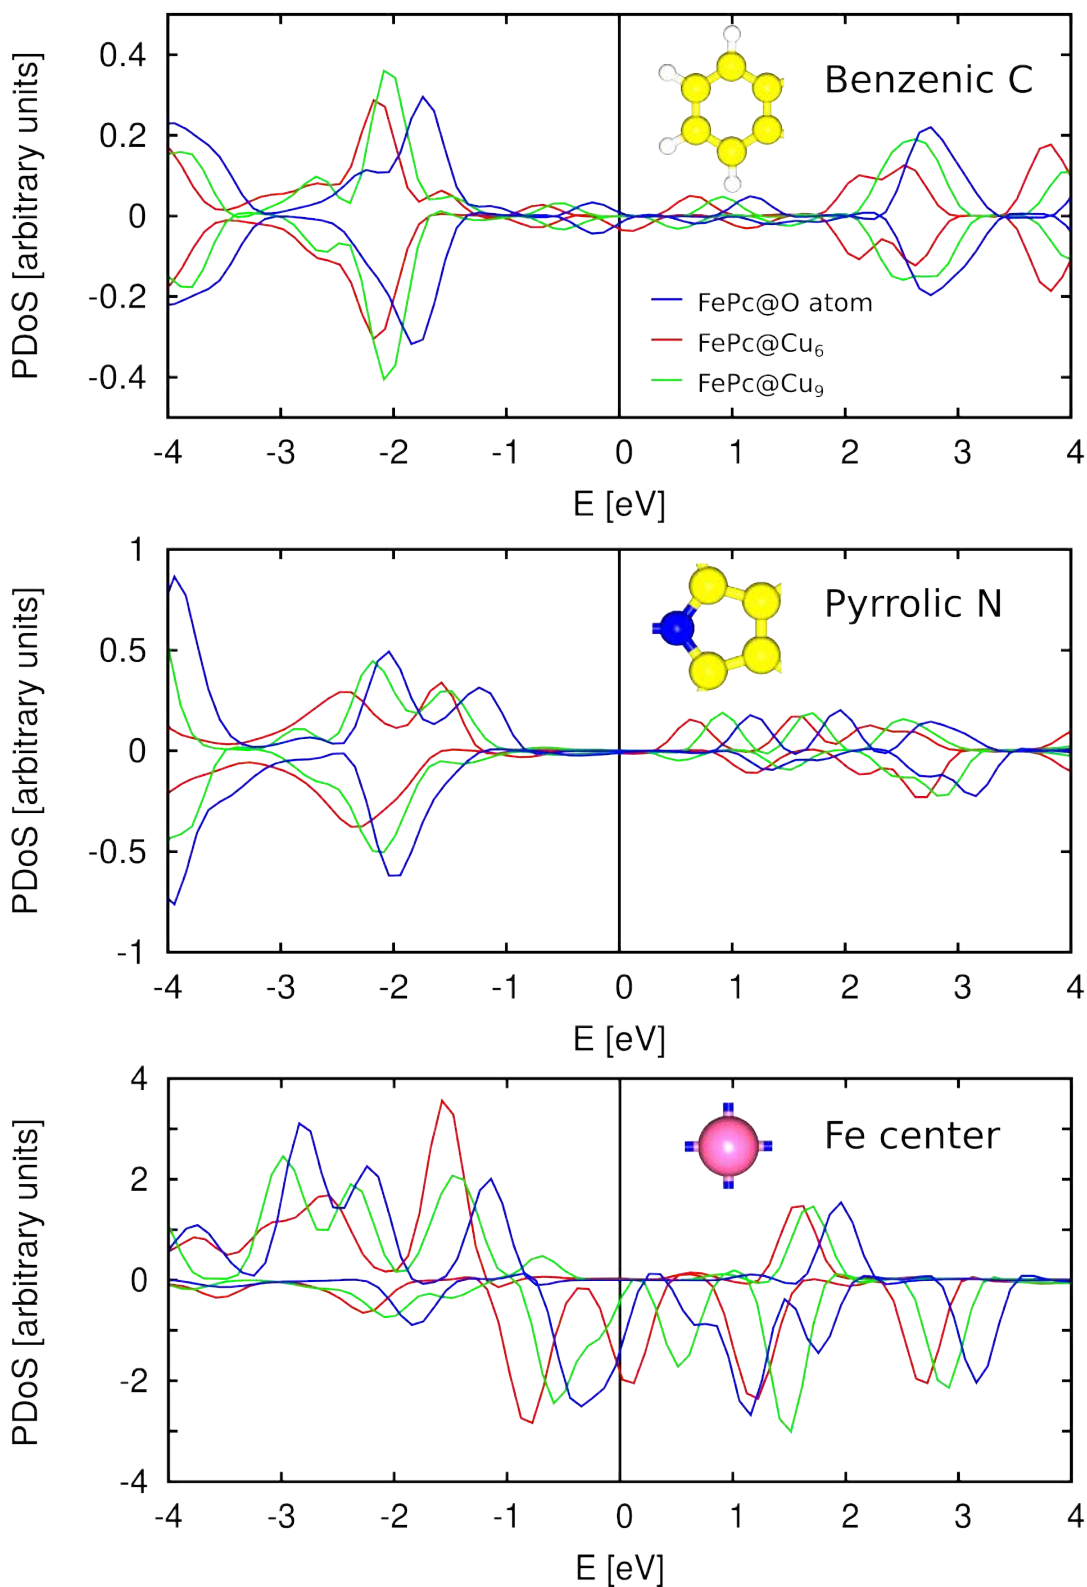 PDoS [arbitrary units]
0.4
0.2
0
-0.2
-0.4
Benzenic C
FePc@O atom
FePc@Cu₆
FePc@Cu₉
-4 -3 -2 -1 0 1 2 3 4
E [eV]
PDoS [arbitrary units]
1
0.5
0
-0.5
-1
Pyrrolic N
-4 -3 -2 -1 0 1 2 3 4
E [eV]
PDoS [arbitrary units]
4
2
0
-2
-4
Fe center
-4 -3 -2 -1 0 1 2 3 4
E [eV]